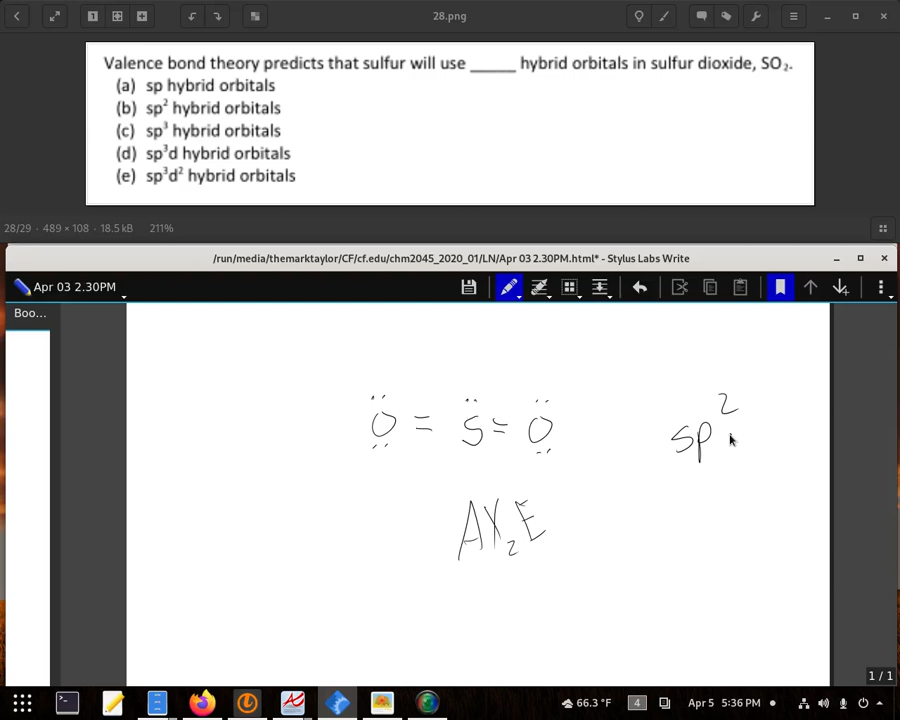 28.png
Valence bond theory predicts that sulfur will use _____ hybrid orbitals in sulfur dioxide, SO₂.
(a) sp hybrid orbitals
(b) sp² hybrid orbitals
(c) sp³ hybrid orbitals
(d) sp³d hybrid orbitals
(e) sp³d² hybrid orbitals
28/29 · 489 × 108 · 18.5 kB 211%
/run/media/themarktaylor/CF/cf.edu/chm2045_2020_01/LN/Apr 03 2.30PM.html* - Stylus Labs Write
Apr 03 2.30PM
Boo...
O = S = O
sp²
AX₂E
1 / 1
66.3 °F 4 Apr 5 5:36 PM